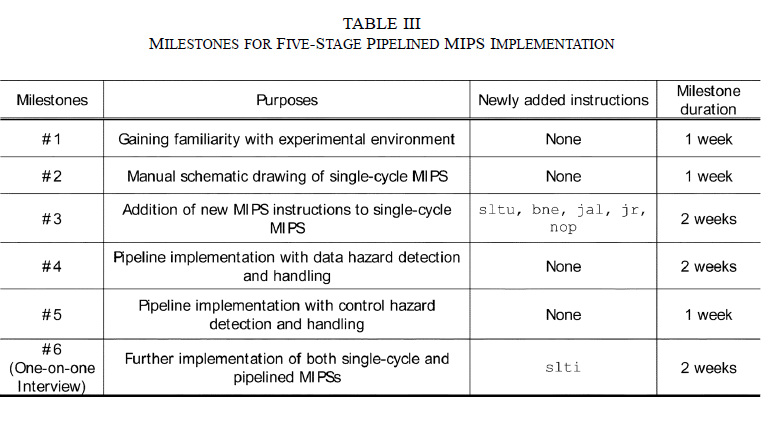 TABLE III
MILESTONES FOR FIVE-STAGE PIPELINED MIPS IMPLEMENTATION
Milestones Purposes Newly added instructions Milestone duration
#1 Gaining familiarity with experimental environment None 1 week
#2 Manual schematic drawing of single-cycle MIPS None 1 week
#3 Addition of new MIPS instructions to single-cycle MIPS sltu, bne, jal, jr, nop 2 weeks
#4 Pipeline implementation with data hazard detection and handling None 2 weeks
#5 Pipeline implementation with control hazard detection and handling None 1 week
#6 (One-on-one Interview) Further implementation of both single-cycle and pipelined MIPSs slti 2 weeks